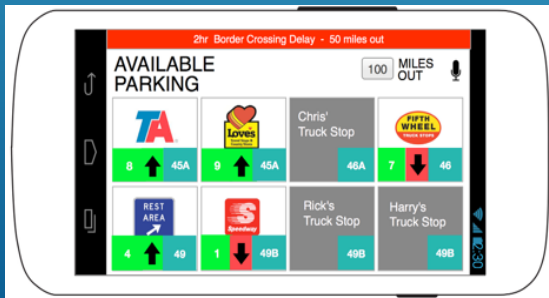 2hr Border Crossing Delay - 50 miles out
AVAILABLE
PARKING
100 MILES
OUT
TA
8 45A
Loves
9 45A
Chris'
Truck Stop
46A
FIFTH
WHEEL
TRUCK STOPS
7 46
REST
AREA
4 49
S
Speedway
1 49B
Rick's
Truck Stop
49B
Harry's
Truck Stop
49B
2:30